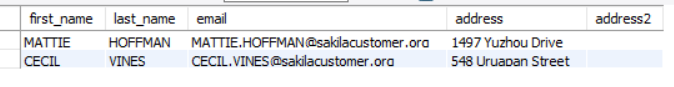 first_name last_name email address address2
MATTIE HOFFMAN MATTIE.HOFFMAN@sakilacustomer.org 1497 Yuzhou Drive
CECIL VINES CECIL.VINES@sakilacustomer.org 548 Uruapan Street